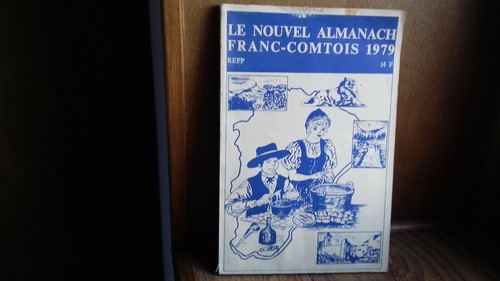 LE NOUVEL ALMANACH
FRANC-COMTOIS 1979
REPP
14 F